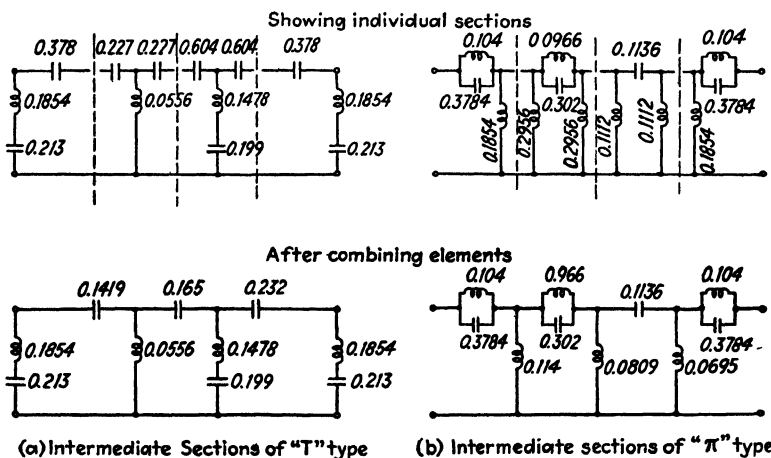 Showing individual sections
0.378 0.227 0.227 0.604 0.604 0.378
0.1854 0.0556 0.1478 0.1854
0.213 0.199 0.213
0.104 0.0966 0.1136 0.104
0.3784 0.302 0.3784
0.1854 0.2956 0.2956 0.1112 0.1112 0.1854
After combining elements
0.1419 0.165 0.232
0.1854 0.0556 0.1478 0.1854
0.213 0.199 0.213
0.104 0.966 0.1136 0.104
0.3784 0.302 0.3784
0.114 0.0809 0.0695
(a) Intermediate Sections of "T" type
(b) Intermediate sections of "π" type